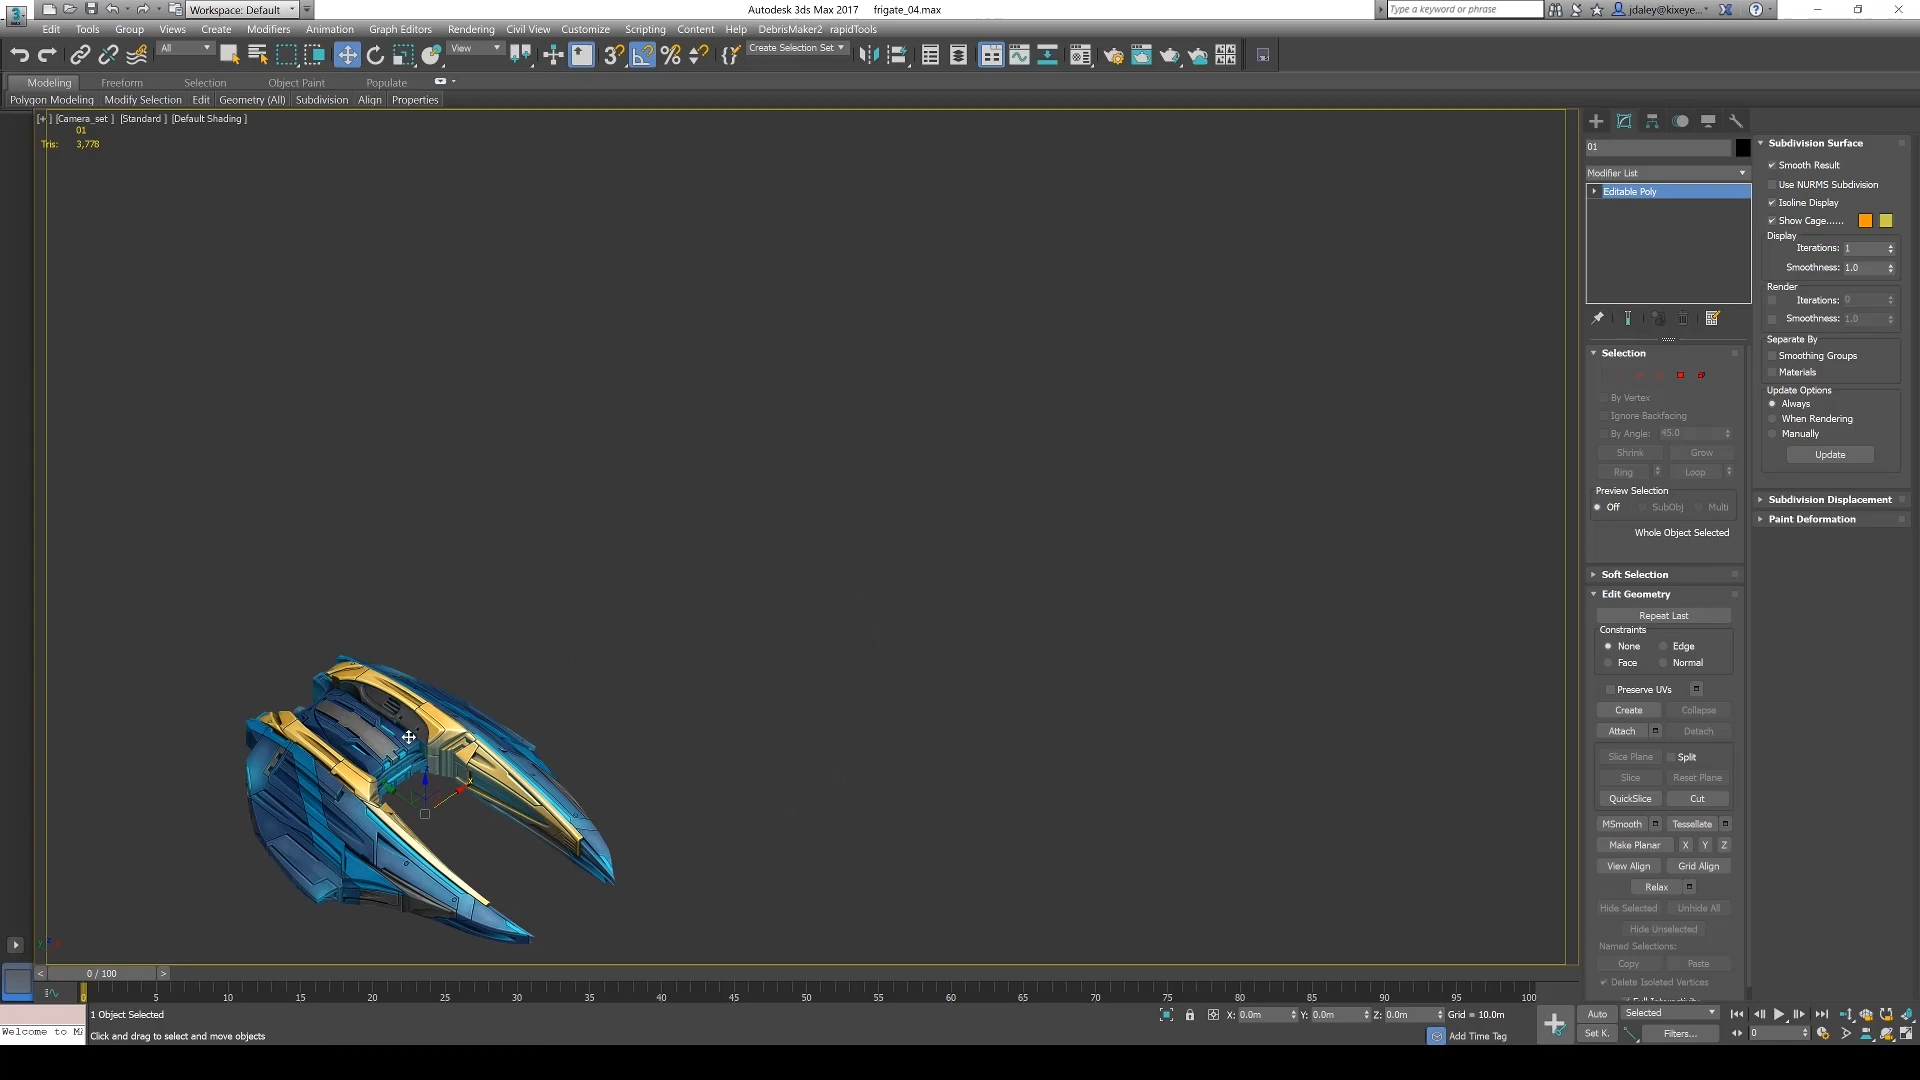 Workspace: Default
Autodesk 3ds Max 2017 frigate_04.max
Type a keyword or phrase
jdaley@kixeye...
Edit Tools Group Views Create Modifiers Animation Graph Editors Rendering Civil View Customize Scripting Content Help DebrisMaker2 rapidTools
All
View
Create Selection Set
Modeling Freeform Selection Object Paint Populate
Polygon Modeling Modify Selection Edit Geometry (All) Subdivision Align Properties
[+] [Camera_set ] [Standard ] [Default Shading ]
01
Tris: 3,778
01
Modifier List
Editable Poly
Selection
By Vertex
Ignore Backfacing
By Angle: 45.0
Shrink Grow
Ring Loop
Preview Selection
Off SubObj Multi
Whole Object Selected
Soft Selection
Edit Geometry
Repeat Last
Constraints
None Edge
Face Normal
Preserve UVs
Create Collapse
Attach Detach
Slice Plane Split
Slice Reset Plane
QuickSlice Cut
MSmooth Tessellate
Make Planar X Y Z
View Align Grid Align
Relax
Hide Selected Unhide All
Hide Unselected
Named Selections:
Copy Paste
Delete Isolated Vertices
Full Interactivity
Subdivision Surface
Smooth Result
Use NURMS Subdivision
Isoline Display
Show Cage......
Display
Iterations: 1
Smoothness: 1.0
Render
Iterations: 0
Smoothness: 1.0
Separate By
Smoothing Groups
Materials
Update Options
Always
When Rendering
Manually
Update
Subdivision Displacement
Paint Deformation
x
< 0 / 100 >
0 5 10 15 20 25 30 35 40 45 50 55 60 65 70 75 80 85 90 95 100
Welcome to M
1 Object Selected
Click and drag to select and move objects
X: 0.0m Y: 0.0m Z: 0.0m Grid = 10.0m
Add Time Tag
Auto Selected
Set K. Filters...
0